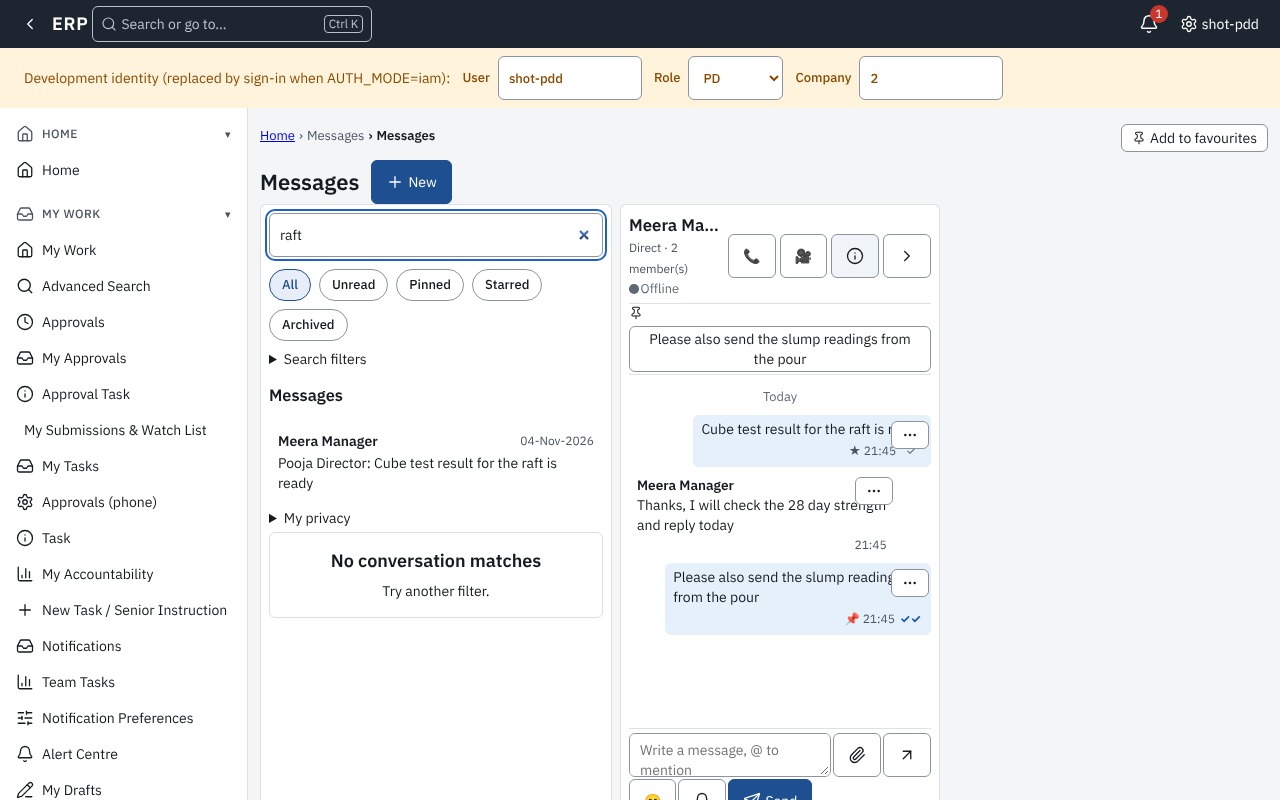 ERP
Search or go to...
Ctrl K
1
shot-pdd
Development identity (replaced by sign-in when AUTH_MODE=iam):
User
shot-pdd
Role
PD
Company
2
HOME
Home
MY WORK
My Work
Advanced Search
Approvals
My Approvals
Approval Task
My Submissions & Watch List
My Tasks
Approvals (phone)
Task
My Accountability
New Task / Senior Instruction
Notifications
Team Tasks
Notification Preferences
Alert Centre
My Drafts
Home › Messages › Messages
Add to favourites
Messages
New
raft
All
Unread
Pinned
Starred
Archived
Search filters
Messages
Meera Manager
04-Nov-2026
Pooja Director: Cube test result for the raft is
ready
My privacy
No conversation matches
Try another filter.
Meera Ma...
Direct · 2
member(s)
Offline
Please also send the slump readings from
the pour
Today
Cube test result for the raft is
★ 21:45
Meera Manager
Thanks, I will check the 28 day strength
and reply today
21:45
Please also send the slump reading
from the pour
21:45
Write a message, @ to
mention
Send